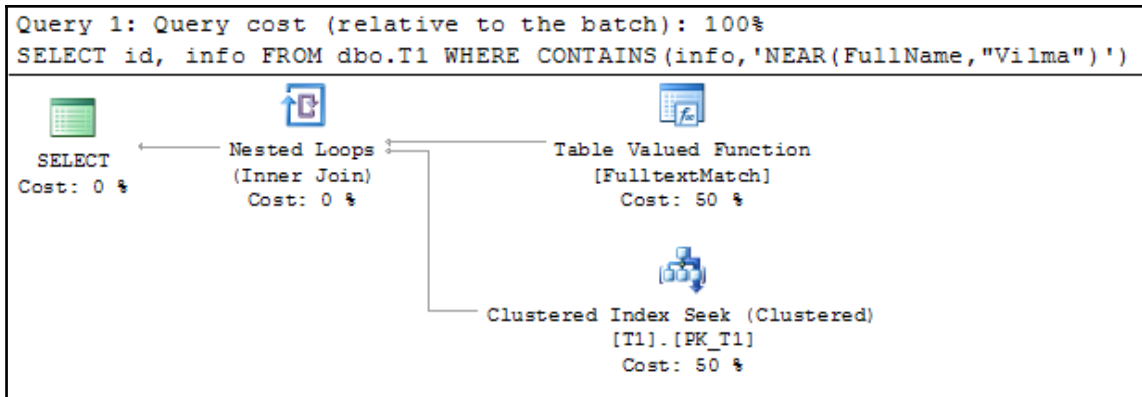 Query 1: Query cost (relative to the batch): 100%
SELECT id, info FROM dbo.T1 WHERE CONTAINS(info,'NEAR(FullName,"Vilma")')
SELECT
Cost: 0 %
Nested Loops
(Inner Join)
Cost: 0 %
Table Valued Function
[FulltextMatch]
Cost: 50 %
Clustered Index Seek (Clustered)
[T1].[PK_T1]
Cost: 50 %